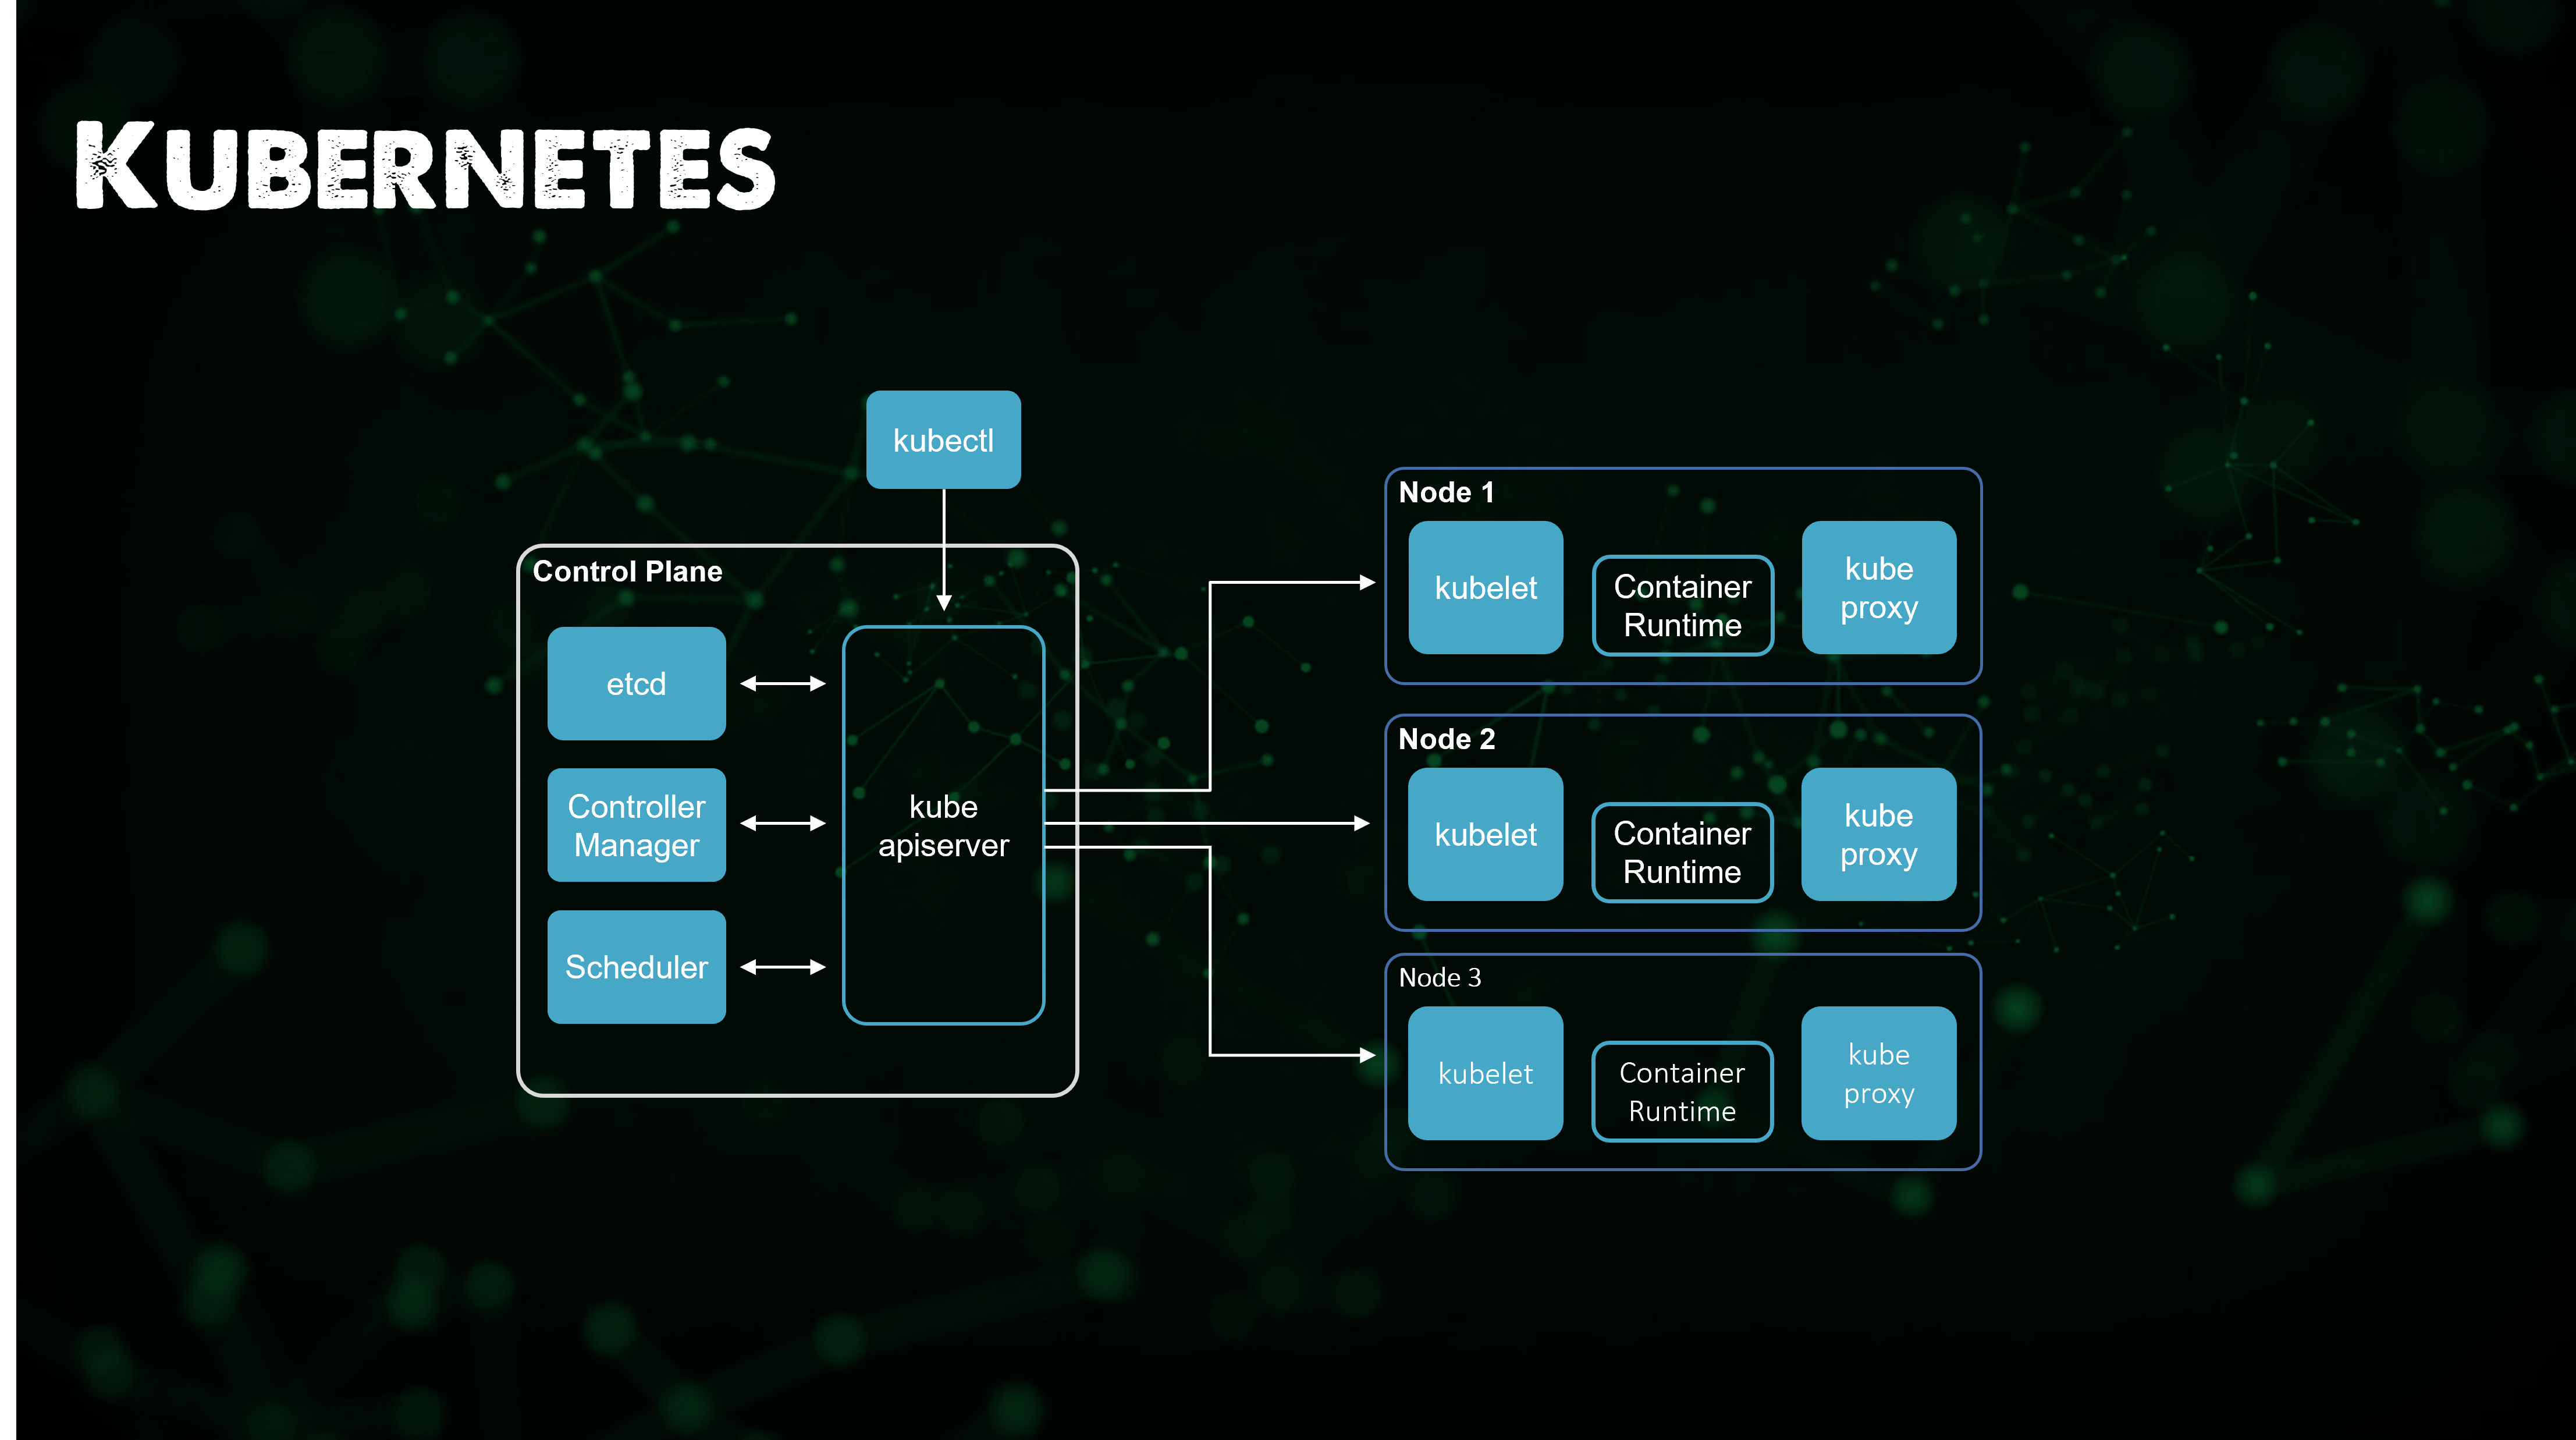 KUBERNETES
kubectl
Control Plane
etcd
Controller
Manager
Scheduler
kube
apiserver
Node 1
kubelet
Container
Runtime
kube
proxy
Node 2
kubelet
Container
Runtime
kube
proxy
Node 3
kubelet
Container
Runtime
kube
proxy